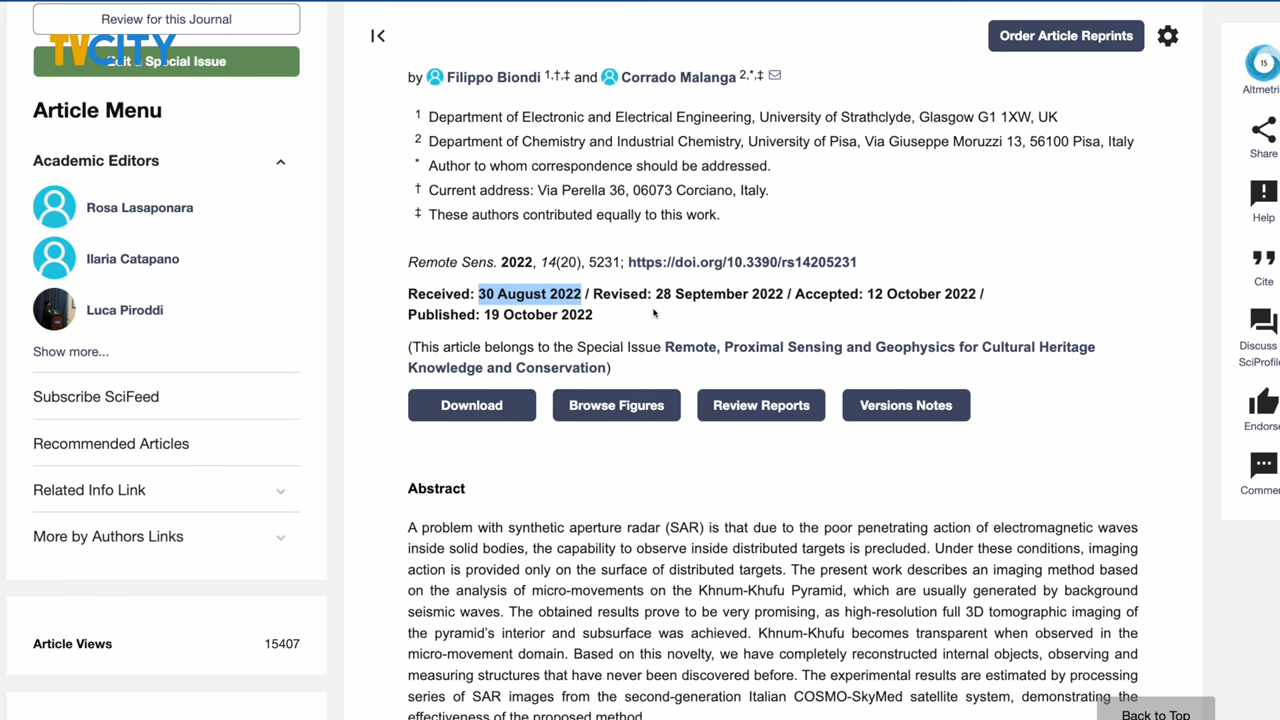 Review for this Journal
TVCITY
Edit a Special Issue
Article Menu
Academic Editors
Rosa Lasaponara
Ilaria Catapano
Luca Piroddi
Show more...
Subscribe SciFeed
Recommended Articles
Related Info Link
More by Authors Links
Article Views 15407
Order Article Reprints
by Filippo Biondi 1,†,‡ and Corrado Malanga 2,*,‡
1 Department of Electronic and Electrical Engineering, University of Strathclyde, Glasgow G1 1XW, UK
2 Department of Chemistry and Industrial Chemistry, University of Pisa, Via Giuseppe Moruzzi 13, 56100 Pisa, Italy
* Author to whom correspondence should be addressed.
† Current address: Via Perella 36, 06073 Corciano, Italy.
‡ These authors contributed equally to this work.
Remote Sens. 2022, 14(20), 5231; https://doi.org/10.3390/rs14205231
Received: 30 August 2022 / Revised: 28 September 2022 / Accepted: 12 October 2022 /
Published: 19 October 2022
(This article belongs to the Special Issue Remote, Proximal Sensing and Geophysics for Cultural Heritage
Knowledge and Conservation)
Download Browse Figures Review Reports Versions Notes
Abstract
A problem with synthetic aperture radar (SAR) is that due to the poor penetrating action of electromagnetic waves
inside solid bodies, the capability to observe inside distributed targets is precluded. Under these conditions, imaging
action is provided only on the surface of distributed targets. The present work describes an imaging method based
on the analysis of micro-movements on the Khnum-Khufu Pyramid, which are usually generated by background
seismic waves. The obtained results prove to be very promising, as high-resolution full 3D tomographic imaging of
the pyramid's interior and subsurface was achieved. Khnum-Khufu becomes transparent when observed in the
micro-movement domain. Based on this novelty, we have completely reconstructed internal objects, observing and
measuring structures that have never been discovered before. The experimental results are estimated by processing
series of SAR images from the second-generation Italian COSMO-SkyMed satellite system, demonstrating the
effectiveness of the proposed method.
Back to Top
15
Altmetri
Share
Help
Cite
Discuss
SciProfile
Endorse
Commen